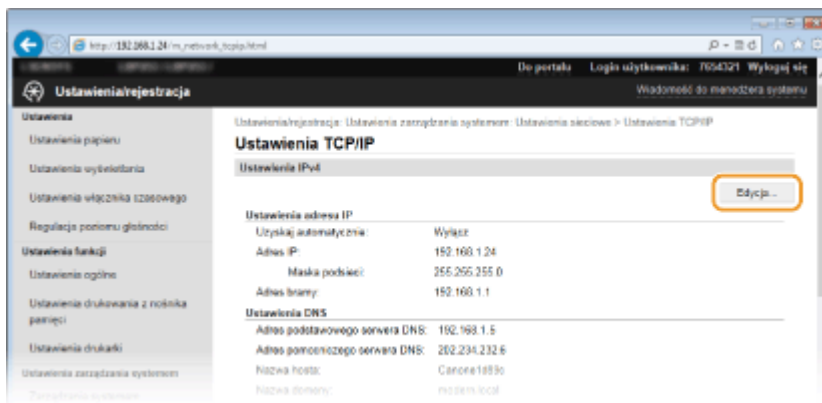 http://192.168.1.24/m_network_tcpip.html
Do portalu Login użytkownika: 7654321 Wyloguj się
Ustawienia/rejestracja
Wiadomość do menedżera systemu
Ustawienia
Ustawienia papieru
Ustawienia wyświetlania
Ustawienia włącznika czasowego
Regulacja poziomu głośności
Ustawienia funkcji
Ustawienia ogólne
Ustawienia drukowania z nośnika
pamięci
Ustawienia drukarki
Ustawienia zarządzania systemem
Zarządzanie systemem
Ustawienia/rejestracja: Ustawienia zarządzania systemem: Ustawienia sieciowe > Ustawienia TCP/IP
Ustawienia TCP/IP
Ustawienia IPv4
Edycja...
Ustawienia adresu IP
Uzyskaj automatycznie: Wyłącz
Adres IP: 192.168.1.24
Maska podsieci: 255.255.255.0
Adres bramy: 192.168.1.1
Ustawienia DNS
Adres podstawowego serwera DNS: 192.168.1.5
Adres pomocniczego serwera DNS: 202.234.232.6
Nazwa hosta: Canone1d89c
Nazwa domeny: